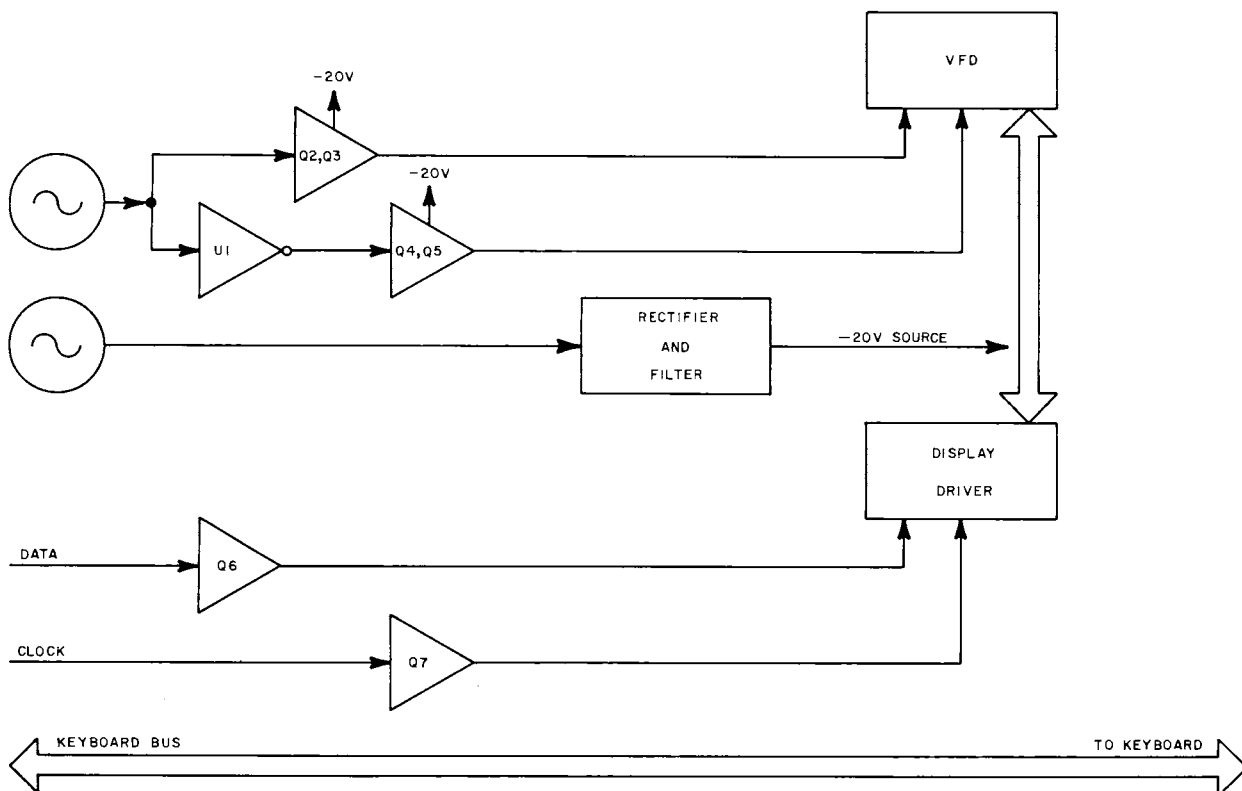 VFD
-20V
Q2,Q3
-20V
U1
Q4,Q5
RECTIFIER
AND
FILTER
-20V SOURCE
DISPLAY
DRIVER
DATA
Q6
CLOCK
Q7
KEYBOARD BUS
TO KEYBOARD